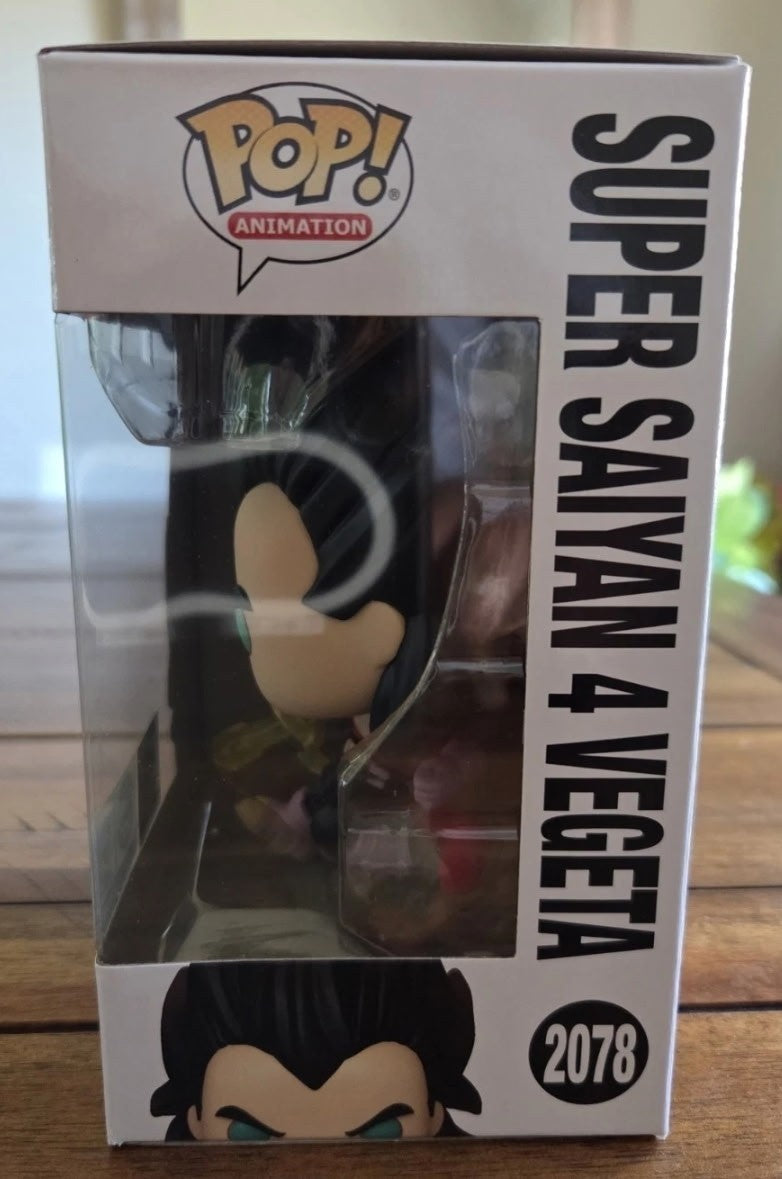 POP!
®
ANIMATION
SUPER SAIYAN 4 VEGETA
2078